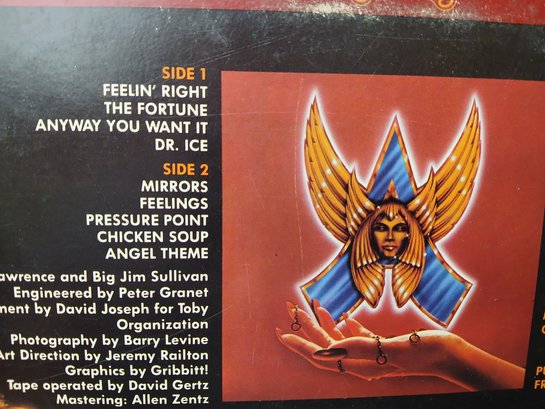 SIDE 1
FEELIN' RIGHT
THE FORTUNE
ANYWAY YOU WANT IT
DR. ICE
SIDE 2
MIRRORS
FEELINGS
PRESSURE POINT
CHICKEN SOUP
ANGEL THEME
and Big Jim Sullivan
Engineered by Peter Granet
by David Joseph for Toby
Organization
Photography by Barry Levine
Art Direction by Jeremy Railton
Graphics by Gribbitt!
Tape operated by David Gertz
Mastering: Allen Zentz